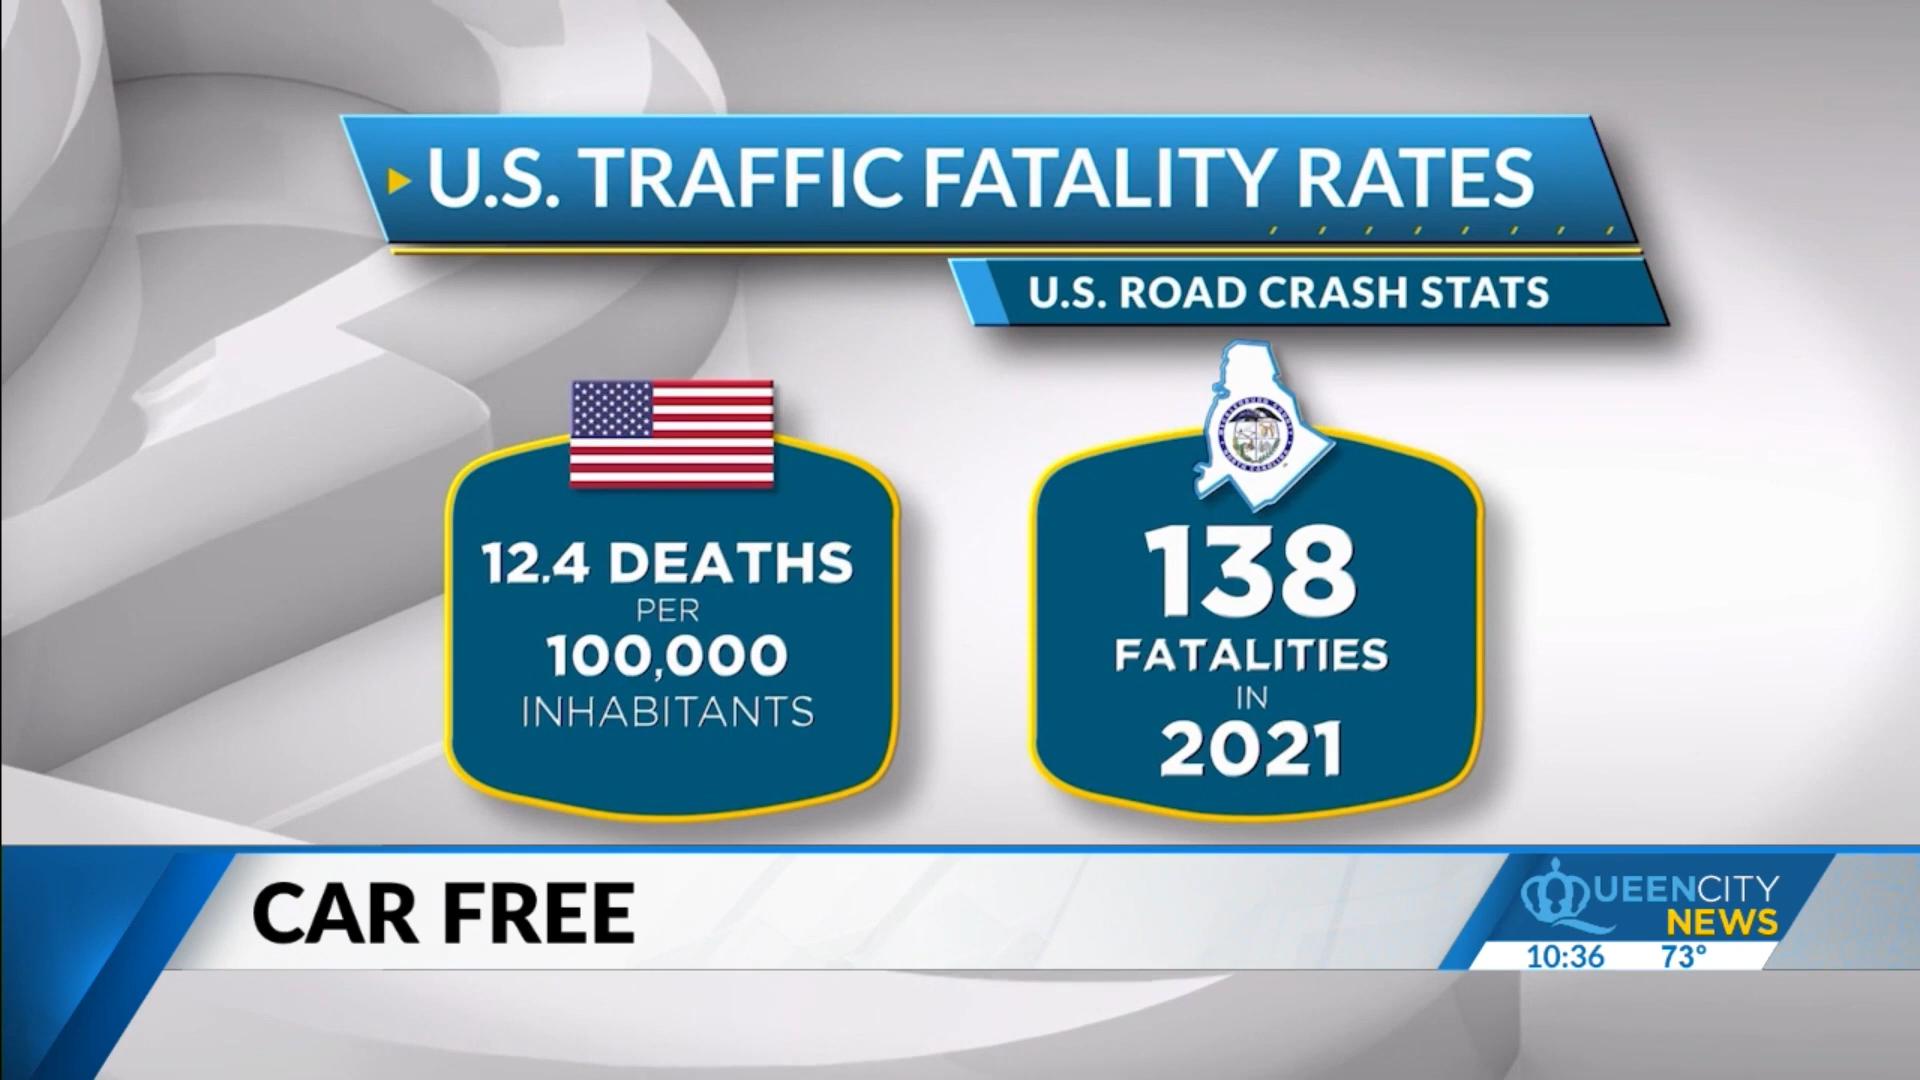 U.S. TRAFFIC FATALITY RATES
U.S. ROAD CRASH STATS
12.4 DEATHS
PER
100,000
INHABITANTS
138
FATALITIES
IN
2021
CAR FREE
QUEENCITY
NEWS
10:36 73°